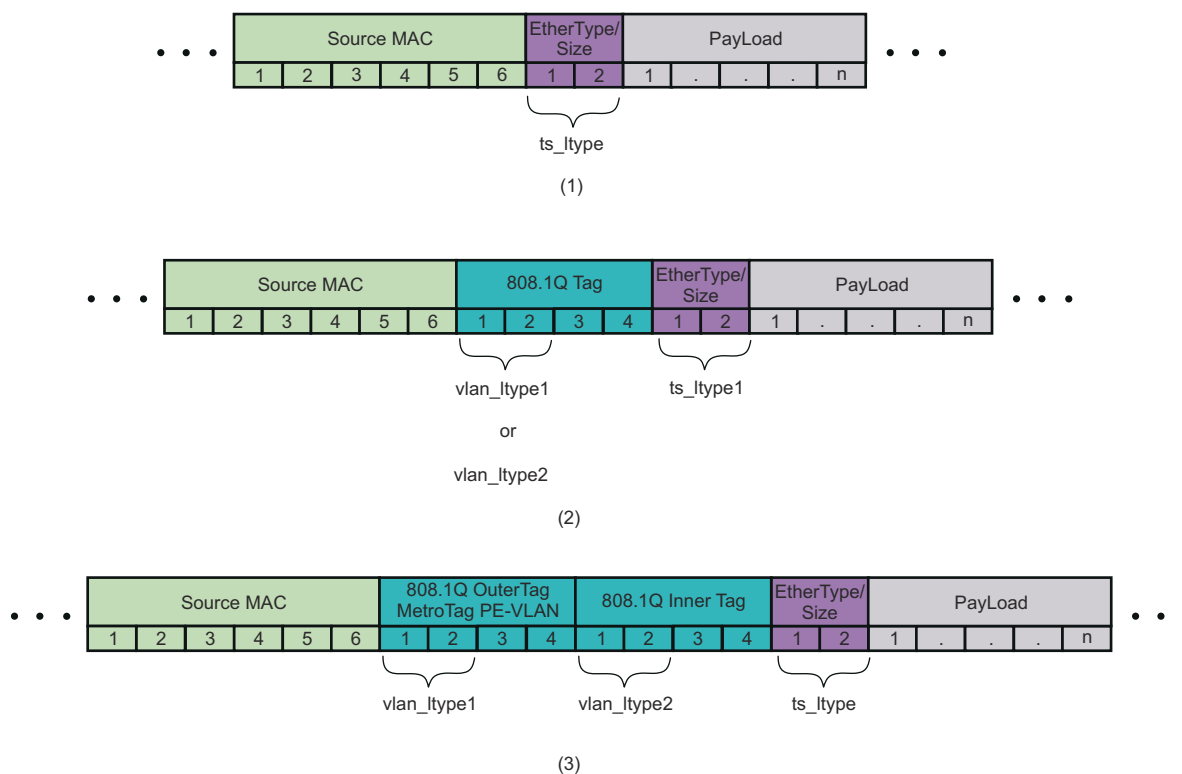 Source MAC
EtherType/
Size
PayLoad
. . .
. . .
1 2 3 4 5 6 1 2 1 . . . n
ts_ltype
(1)
Source MAC
808.1Q Tag
EtherType/
Size
PayLoad
. . .
. . .
1 2 3 4 5 6 1 2 3 4 1 2 1 . . . n
vlan_ltype1
ts_ltype1
or
vlan_ltype2
(2)
Source MAC
808.1Q OuterTag
MetroTag PE-VLAN
808.1Q Inner Tag
EtherType/
Size
PayLoad
. . .
. .
1 2 3 4 5 6 1 2 3 4 1 2 3 4 1 2 1 . . . n
vlan_ltype1
vlan_ltype2
ts_ltype
(3)